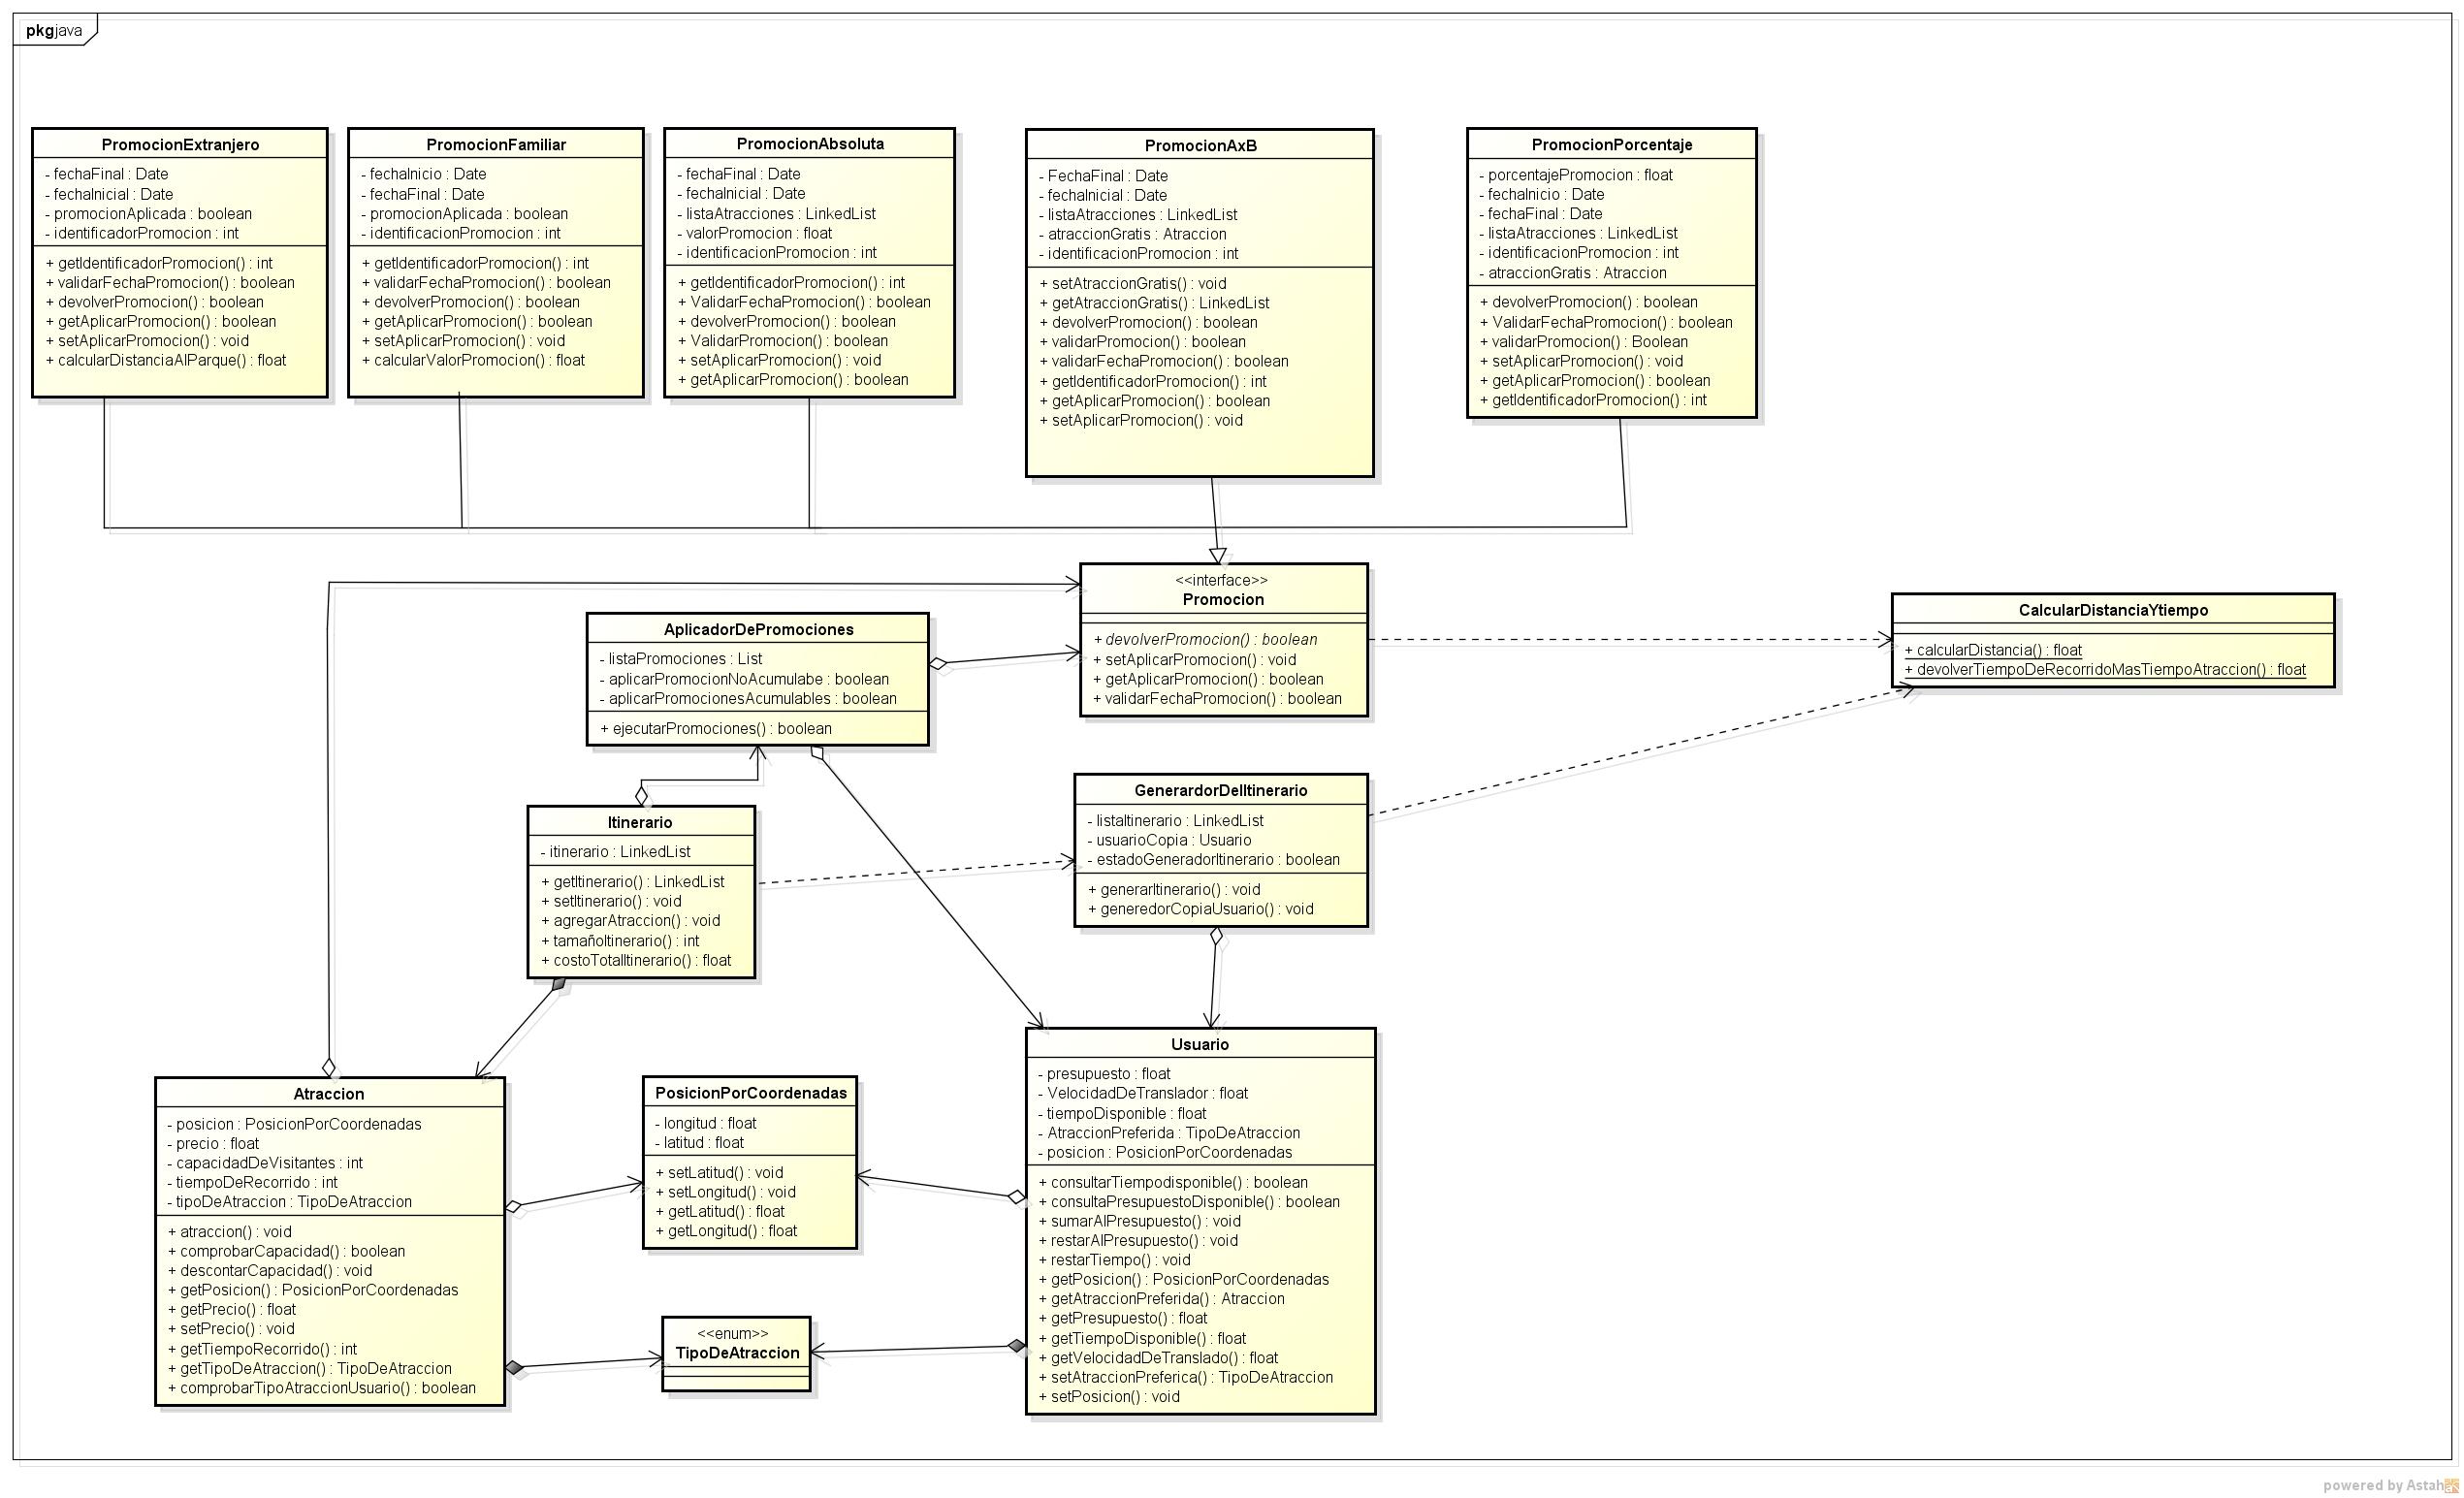 pkg java
PromocionExtranjero
- fechaFinal : Date
- fechaInicial : Date
- promocionAplicada : boolean
- identificadorPromocion : int
+ getIdentificadorPromocion() : int
+ validarFechaPromocion() : boolean
+ devolverPromocion() : boolean
+ getAplicarPromocion() : boolean
+ setAplicarPromocion() : void
+ calcularDistanciaAlParque() : float
PromocionFamiliar
- fechaInicio : Date
- fechaFinal : Date
- promocionAplicada : boolean
- identificacionPromocion : int
+ getIdentificadorPromocion() : int
+ validarFechaPromocion() : boolean
+ devolverPromocion() : boolean
+ getAplicarPromocion() : boolean
+ setAplicarPromocion() : void
+ calcularValorPromocion() : float
PromocionAbsoluta
- fechaFinal : Date
- fechaInicial : Date
- listaAtracciones : LinkedList
- valorPromocion : float
- identificacionPromocion : int
+ getIdentificadorPromocion() : int
+ ValidarFechaPromocion() : boolean
+ devolverPromocion() : boolean
+ ValidarPromocion() : boolean
+ setAplicarPromocion() : void
+ getAplicarPromocion() : boolean
PromocionAxB
- FechaFinal : Date
- fechaInicial : Date
- listaAtracciones : LinkedList
- atraccionGratis : Atraccion
- identificacionPromocion : int
+ setAtraccionGratis() : void
+ getAtraccionGratis() : LinkedList
+ devolverPromocion() : boolean
+ validarPromocion() : boolean
+ validarFechaPromocion() : boolean
+ getIdentificadorPromocion() : int
+ getAplicarPromocion() : boolean
+ setAplicarPromocion() : void
PromocionPorcentaje
- porcentajePromocion : float
- fechaInicio : Date
- fechaFinal : Date
- listaAtracciones : LinkedList
- identificacionPromocion : int
- atraccionGratis : Atraccion
+ devolverPromocion() : boolean
+ ValidarFechaPromocion() : boolean
+ validarPromocion() : Boolean
+ setAplicarPromocion() : void
+ getAplicarPromocion() : boolean
+ getIdentificadorPromocion() : int
<<interface>>
Promocion
+ devolverPromocion() : boolean
+ setAplicarPromocion() : void
+ getAplicarPromocion() : boolean
+ validarFechaPromocion() : boolean
CalcularDistanciaYtiempo
+ calcularDistancia() : float
+ devolverTiempoDeRecorridoMasTiempoAtraccion() : float
AplicadorDePromociones
- listaPromociones : List
- aplicarPromocionNoAcumulabe : boolean
- aplicarPromocionesAcumulables : boolean
+ ejecutarPromociones() : boolean
GenerardorDelItinerario
- listaItinerario : LinkedList
- usuarioCopia : Usuario
- estadoGeneradorItinerario : boolean
+ generarItinerario() : void
+ generedorCopiaUsuario() : void
Itinerario
- itinerario : LinkedList
+ getItinerario() : LinkedList
+ setItinerario() : void
+ agregarAtraccion() : void
+ tamañoItinerario() : int
+ costoTotalItinerario() : float
Atraccion
- posicion : PosicionPorCoordenadas
- precio : float
- capacidadDeVisitantes : int
- tiempoDeRecorrido : int
- tipoDeAtraccion : TipoDeAtraccion
+ atraccion() : void
+ comprobarCapacidad() : boolean
+ descontarCapacidad() : void
+ getPosicion() : PosicionPorCoordenadas
+ getPrecio() : float
+ setPrecio() : void
+ getTiempoRecorrido() : int
+ getTipoDeAtraccion() : TipoDeAtraccion
+ comprobarTipoAtraccionUsuario() : boolean
PosicionPorCoordenadas
- longitud : float
- latitud : float
+ setLatitud() : void
+ setLongitud() : void
+ getLatitud() : float
+ getLongitud() : float
<<enum>>
TipoDeAtraccion
Usuario
- presupuesto : float
- VelocidadDeTranslador : float
- tiempoDisponible : float
- AtraccionPreferida : TipoDeAtraccion
- posicion : PosicionPorCoordenadas
+ consultarTiempodisponible() : boolean
+ consultaPresupuestoDisponible() : boolean
+ sumarAlPresupuesto() : void
+ restarAlPresupuesto() : void
+ restarTiempo() : void
+ getPosicion() : PosicionPorCoordenadas
+ getAtraccionPreferida() : Atraccion
+ getPresupuesto() : float
+ getTiempoDisponible() : float
+ getVelocidadDeTranslado() : float
+ setAtraccionPreferica() : TipoDeAtraccion
+ setPosicion() : void
powered by Astah